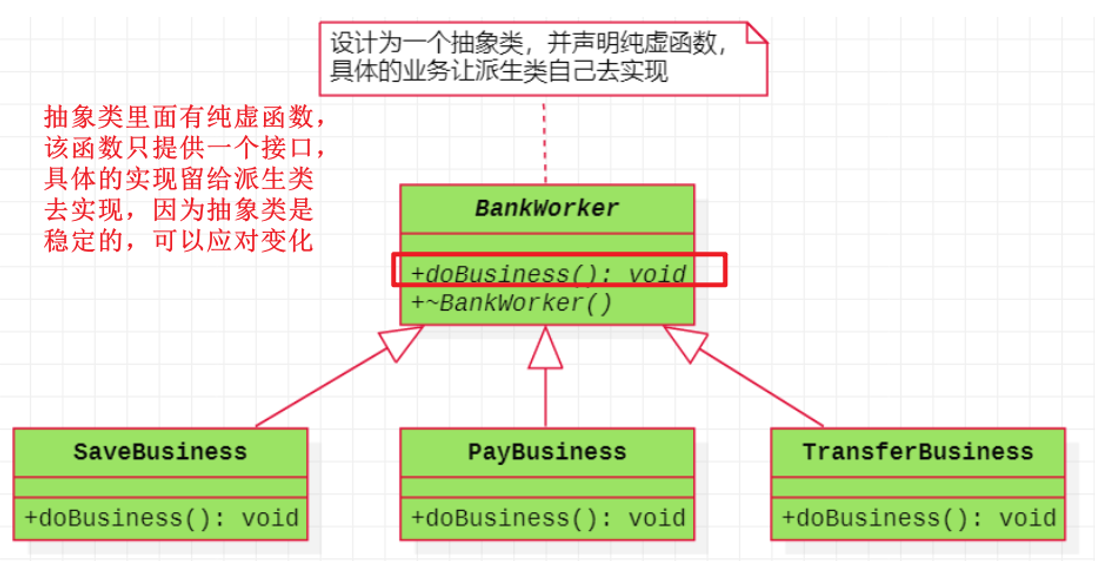 设计为一个抽象类，并声明纯虚函数，
具体的业务让派生类自己去实现
抽象类里面有纯虚函数，
该函数只提供一个接口，
具体的实现留给派生类
去实现，因为抽象类是
稳定的，可以应对变化
BankWorker
+doBusiness(): void
+~BankWorker()
SaveBusiness
+doBusiness(): void
PayBusiness
+doBusiness(): void
TransferBusiness
+doBusiness(): void